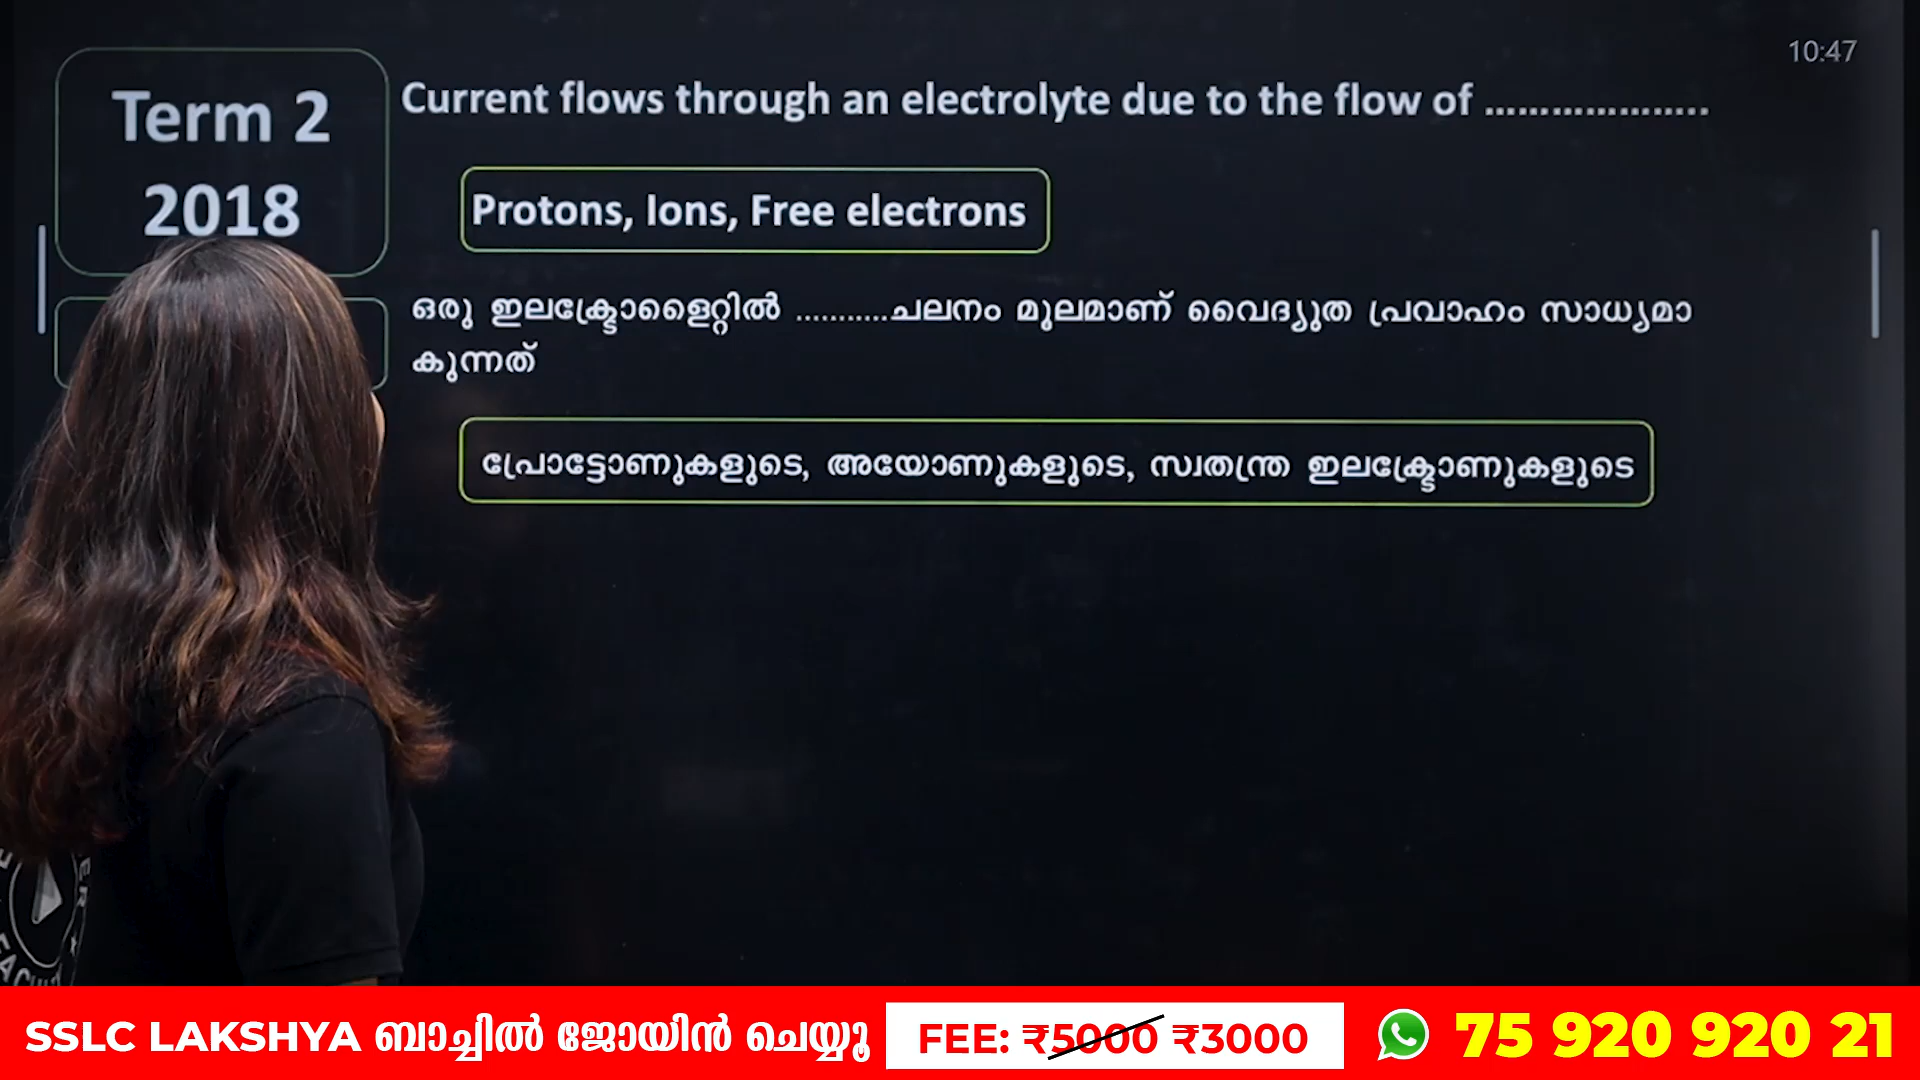 10:47
Term 2
2018
Current flows through an electrolyte due to the flow of ....................
Protons, Ions, Free electrons
ഒരു ഇലക്ട്രോളൈറ്റിൽ ...........ചലനം മൂലമാണ് വൈദ്യുത പ്രവാഹം സാധ്യമാ
കുന്നത്
പ്രോട്ടോണുകളുടെ, അയോണുകളുടെ, സ്വതന്ത്ര ഇലക്ട്രോണുകളുടെ
SSLC LAKSHYA ബാച്ചിൽ ജോയിൻ ചെയ്യൂ
FEE: ₹5000 ₹3000
75 920 920 21